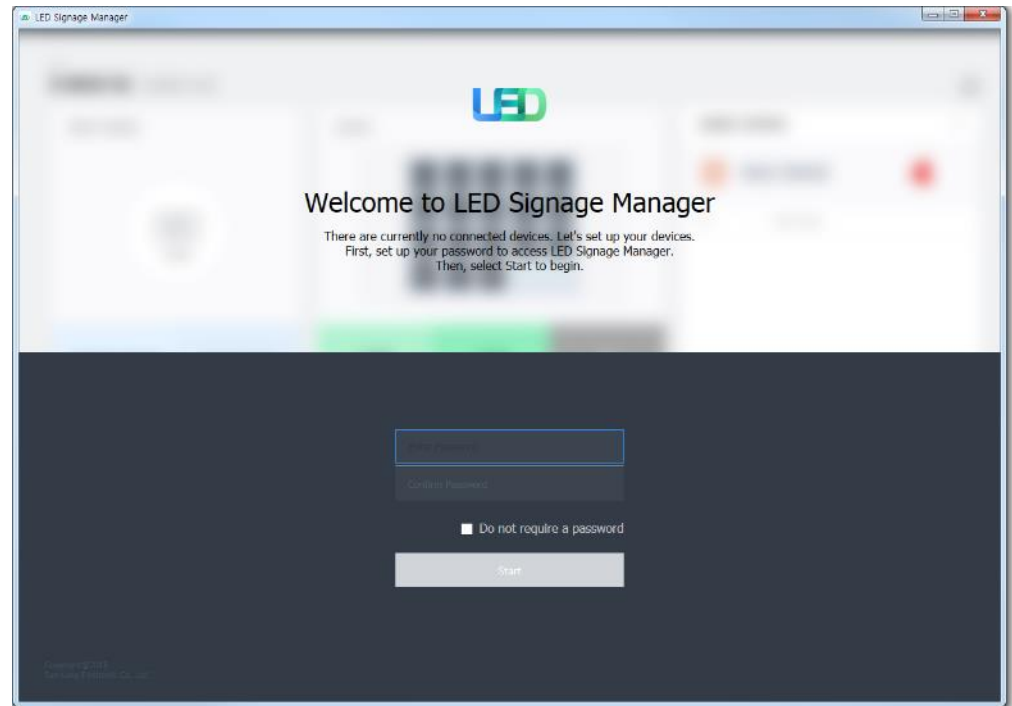 LED Signage Manager
LED
Welcome to LED Signage Manager
There are currently no connected devices. Let's set up your devices.
First, set up your password to access LED Signage Manager.
Then, select Start to begin.
Confirm Password
Do not require a password
Start